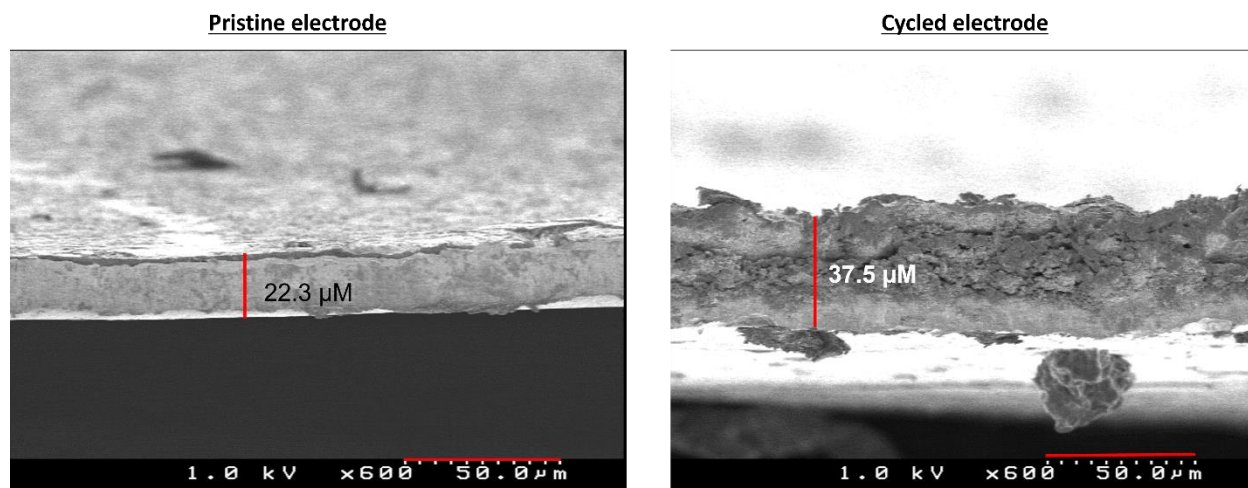 Pristine electrode
22.3 µM
1.0 kV x600 50.0µm
Cycled electrode
37.5 µM
1.0 kV x600 50.0µm